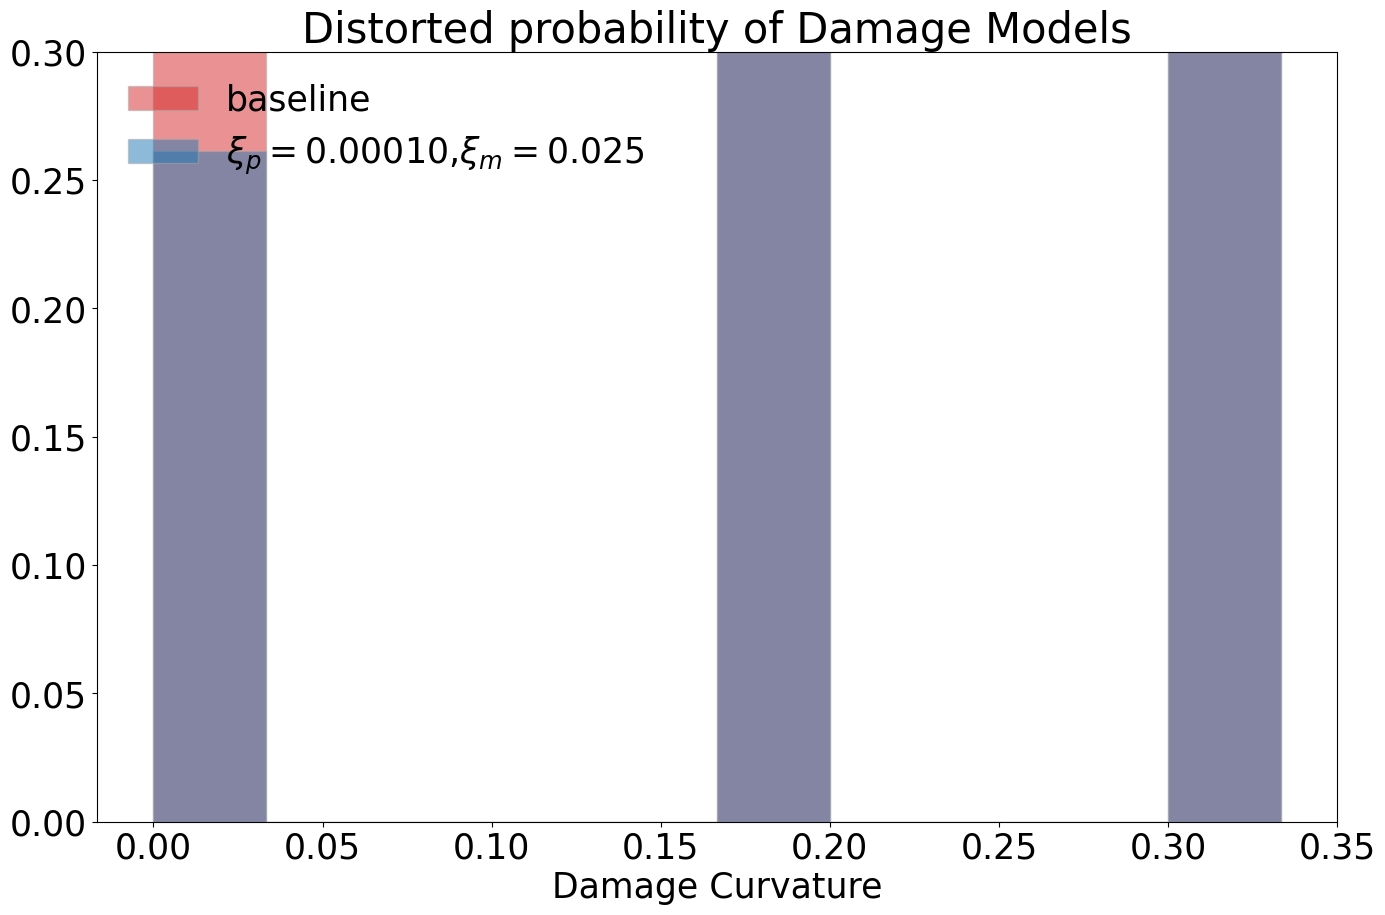 Distorted probability of Damage Models
0.30
0.25
0.20
0.15
0.10
0.05
0.00
baseline
ξ_p = 0.00010,ξ_m = 0.025
0.00 0.05 0.10 0.15 0.20 0.25 0.30 0.35
Damage Curvature